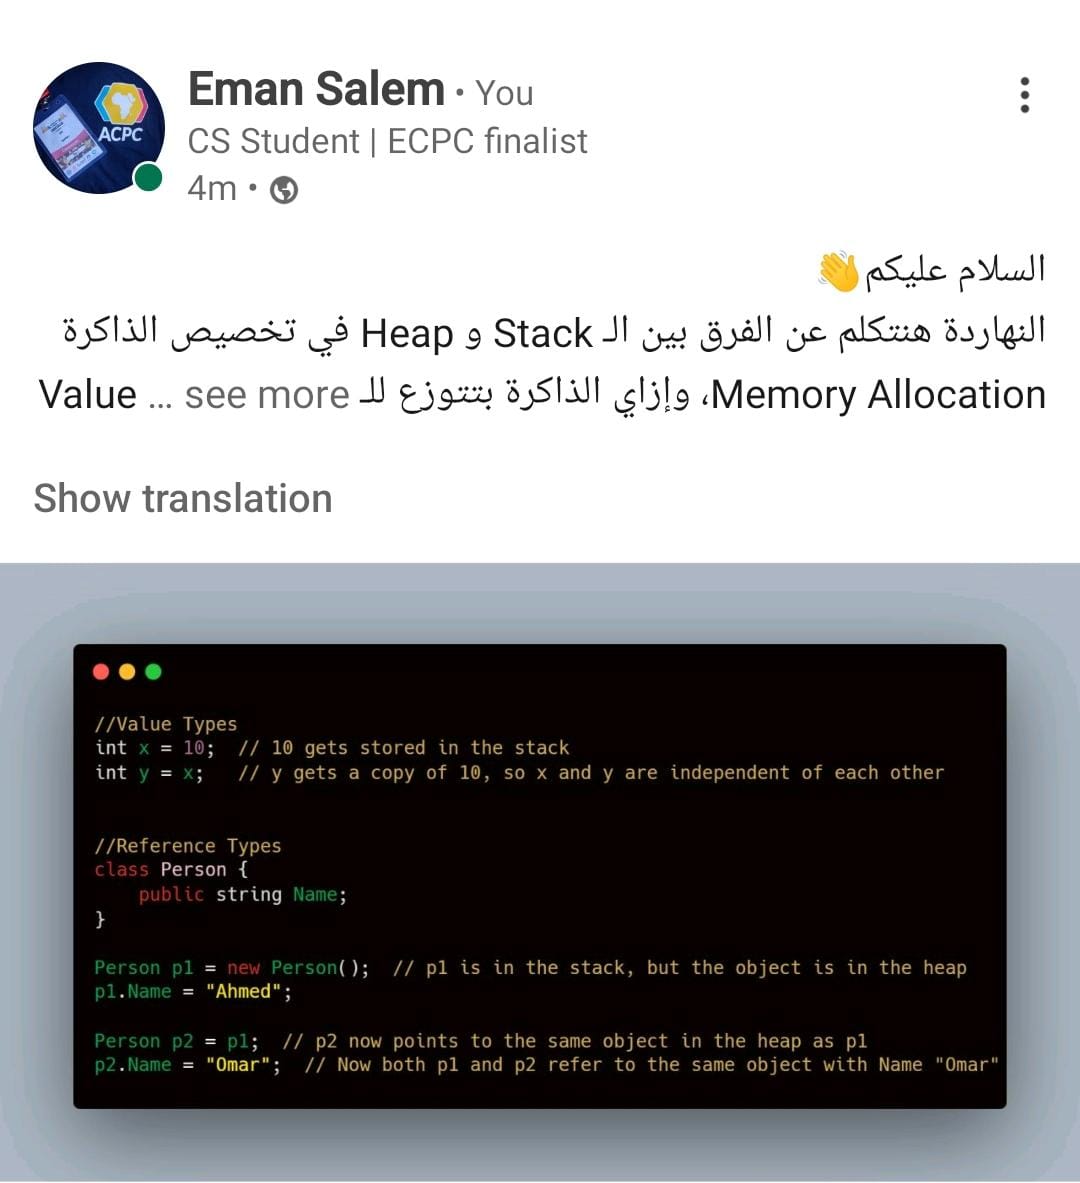 ACPC
Eman Salem • You
CS Student | ECPC finalist
4m •
السلام عليكم👋
النهاردة هنتكلم عن الفرق بين الـ Stack و Heap في تخصيص الذاكرة
Memory Allocation، وإزاي الذاكرة بتتوزع للـ Value ... see more
Show translation
//Value Types
int x = 10;  // 10 gets stored in the stack
int y = x;   // y gets a copy of 10, so x and y are independent of each other
//Reference Types
class Person {
    public string Name;
}
Person p1 = new Person();  // p1 is in the stack, but the object is in the heap
p1.Name = "Ahmed";
Person p2 = p1;  // p2 now points to the same object in the heap as p1
p2.Name = "Omar";  // Now both p1 and p2 refer to the same object with Name "Omar"